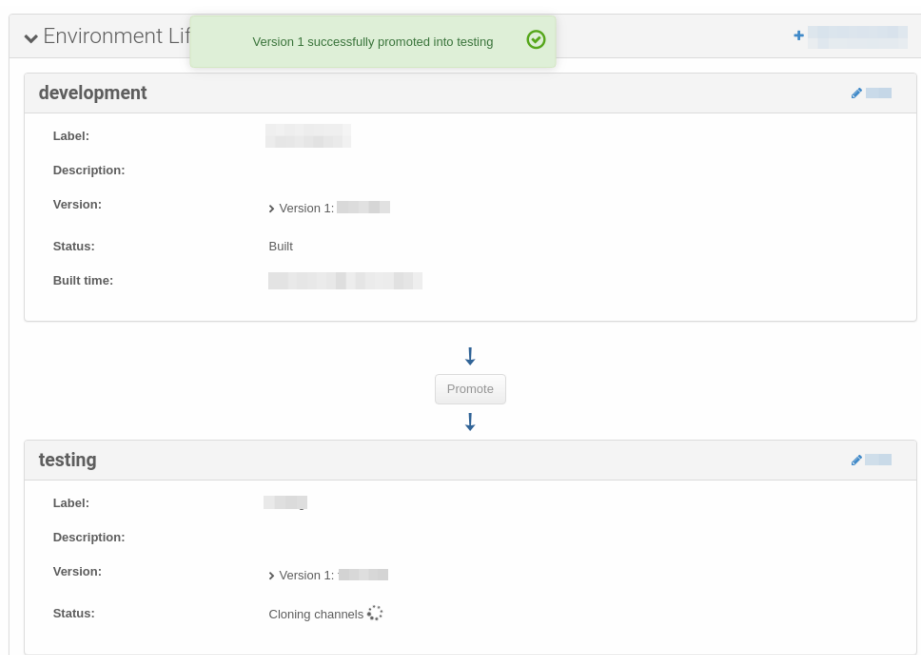 Environment Lif
Version 1 successfully promoted into testing
development
Label:
Description:
Version:
Version 1:
Status:
Built
Built time:
Promote
testing
Label:
Description:
Version:
Version 1:
Status:
Cloning channels